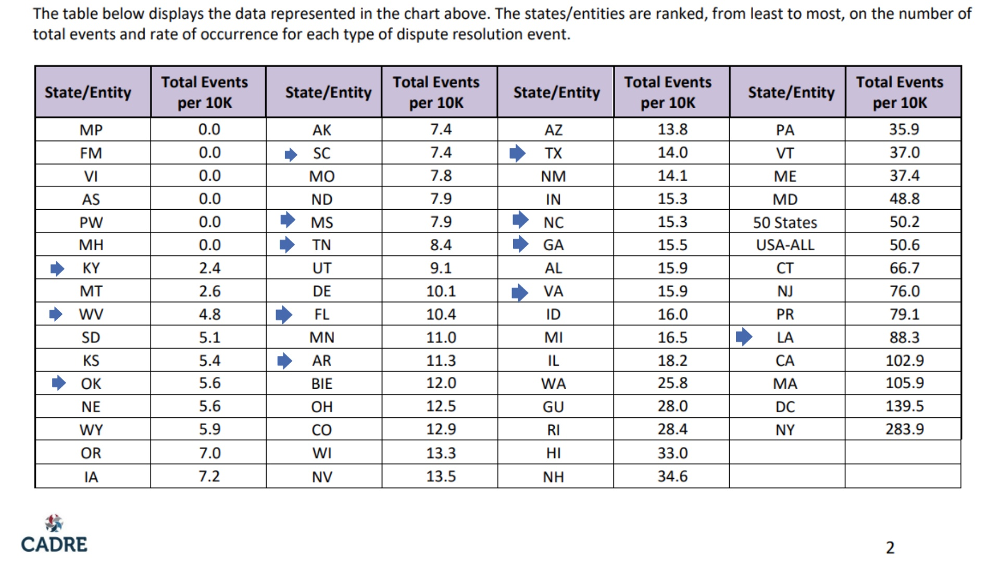 The table below displays the data represented in the chart above. The states/entities are ranked, from least to most, on the number of
total events and rate of occurrence for each type of dispute resolution event.
State/Entity Total Events per 10K State/Entity Total Events per 10K State/Entity Total Events per 10K State/Entity Total Events per 10K
MP 0.0 AK 7.4 AZ 13.8 PA 35.9
FM 0.0 SC 7.4 TX 14.0 VT 37.0
VI 0.0 MO 7.8 NM 14.1 ME 37.4
AS 0.0 ND 7.9 IN 15.3 MD 48.8
PW 0.0 MS 7.9 NC 15.3 50 States 50.2
MH 0.0 TN 8.4 GA 15.5 USA-ALL 50.6
KY 2.4 UT 9.1 AL 15.9 CT 66.7
MT 2.6 DE 10.1 VA 15.9 NJ 76.0
WV 4.8 FL 10.4 ID 16.0 PR 79.1
SD 5.1 MN 11.0 MI 16.5 LA 88.3
KS 5.4 AR 11.3 IL 18.2 CA 102.9
OK 5.6 BIE 12.0 WA 25.8 MA 105.9
NE 5.6 OH 12.5 GU 28.0 DC 139.5
WY 5.9 CO 12.9 RI 28.4 NY 283.9
OR 7.0 WI 13.3 HI 33.0
IA 7.2 NV 13.5 NH 34.6
CADRE
2